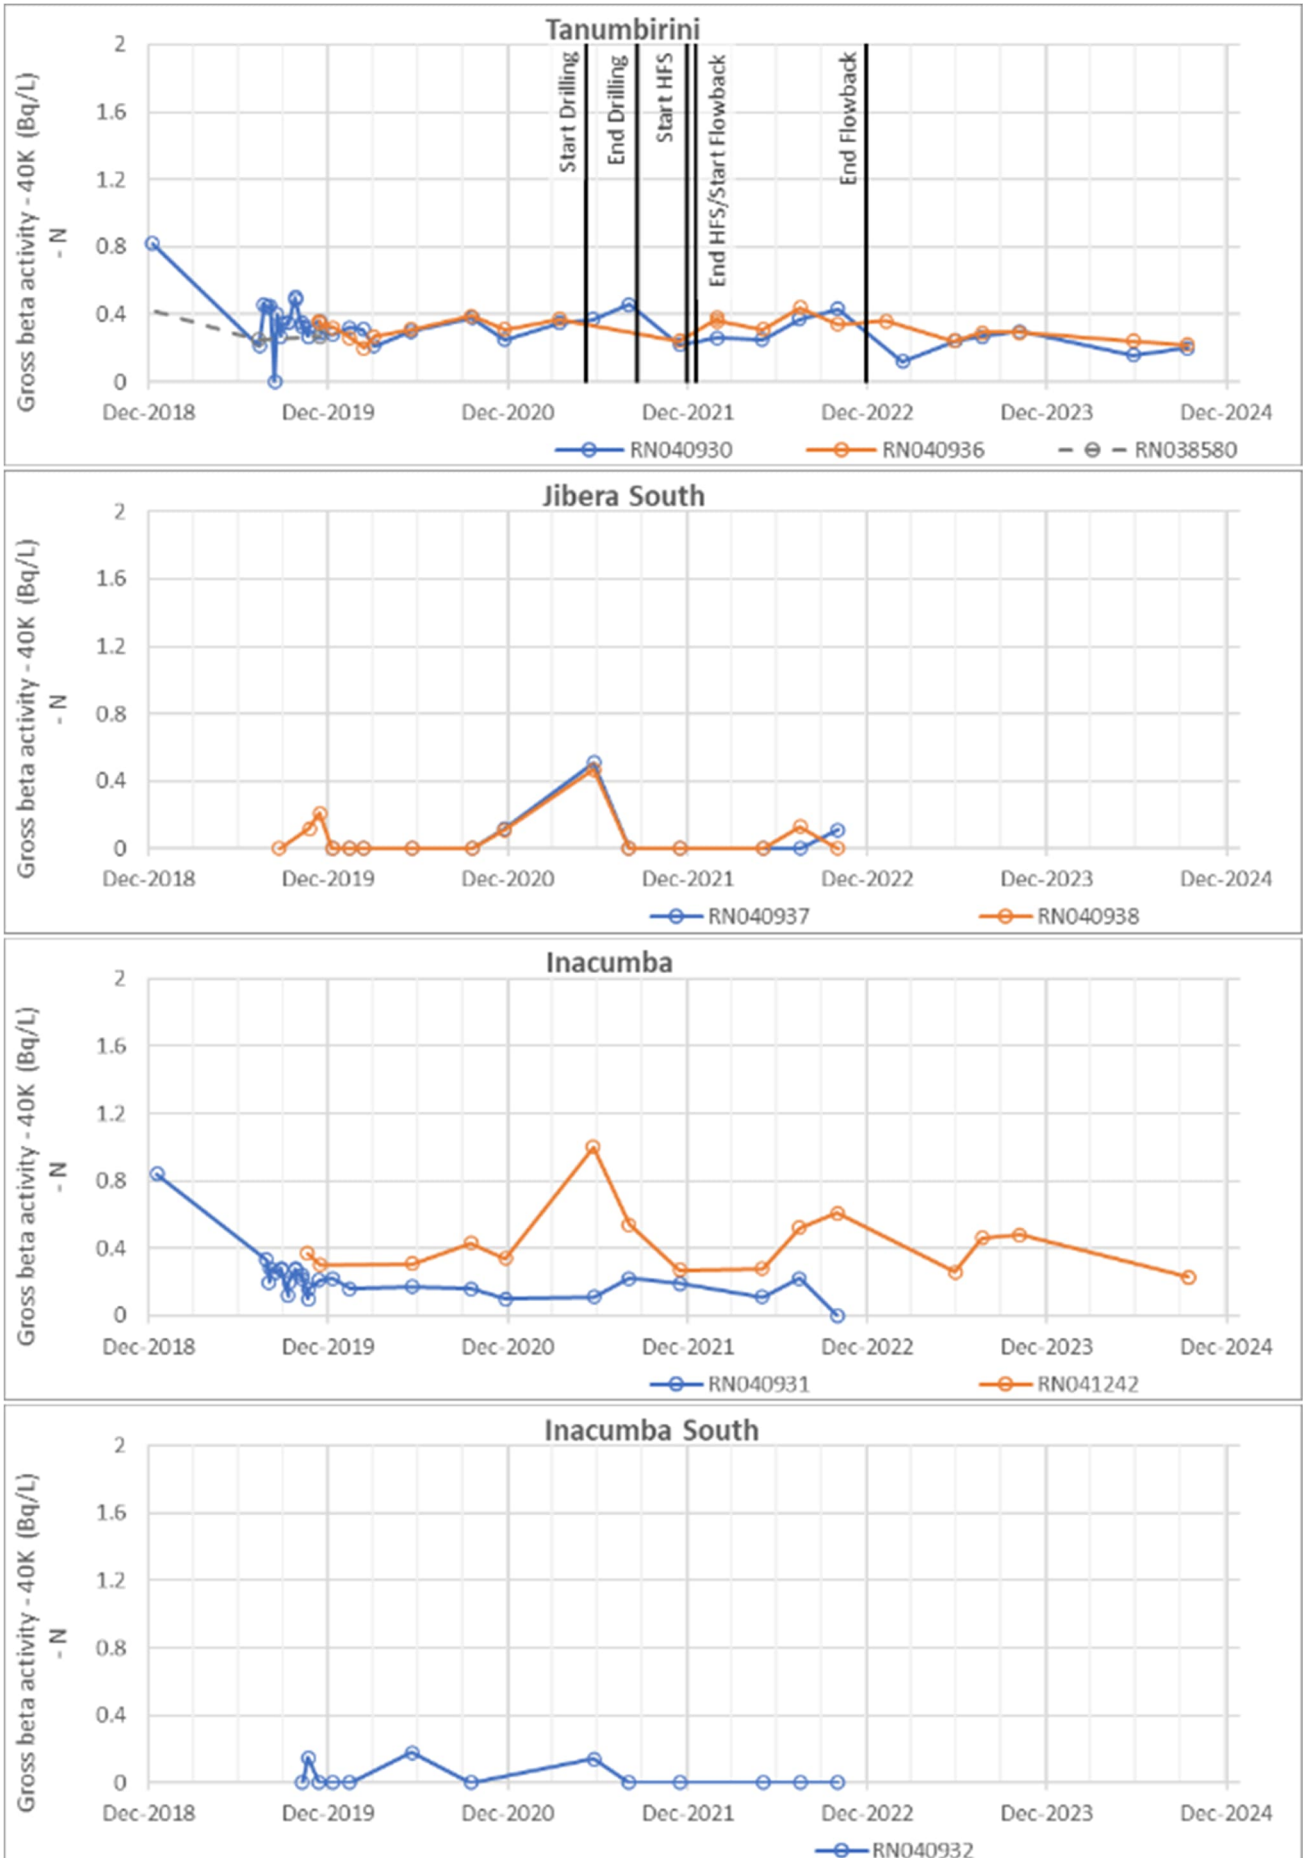 Tanumbirini
Gross beta activity - 40K (Bq/L)
- N
2
1.6
1.2
0.8
0.4
0
Start Drilling
End Drilling
Start HFS
End HFS/Start Flowback
End Flowback
Dec-2018 Dec-2019 Dec-2020 Dec-2021 Dec-2022 Dec-2023 Dec-2024
RN040930 RN040936 RN038580
Jibera South
Gross beta activity - 40K (Bq/L)
- N
2
1.6
1.2
0.8
0.4
0
Dec-2018 Dec-2019 Dec-2020 Dec-2021 Dec-2022 Dec-2023 Dec-2024
RN040937 RN040938
Inacumba
Gross beta activity - 40K (Bq/L)
- N
2
1.6
1.2
0.8
0.4
0
Dec-2018 Dec-2019 Dec-2020 Dec-2021 Dec-2022 Dec-2023 Dec-2024
RN040931 RN041242
Inacumba South
Gross beta activity - 40K (Bq/L)
- N
2
1.6
1.2
0.8
0.4
0
Dec-2018 Dec-2019 Dec-2020 Dec-2021 Dec-2022 Dec-2023 Dec-2024
RN040932